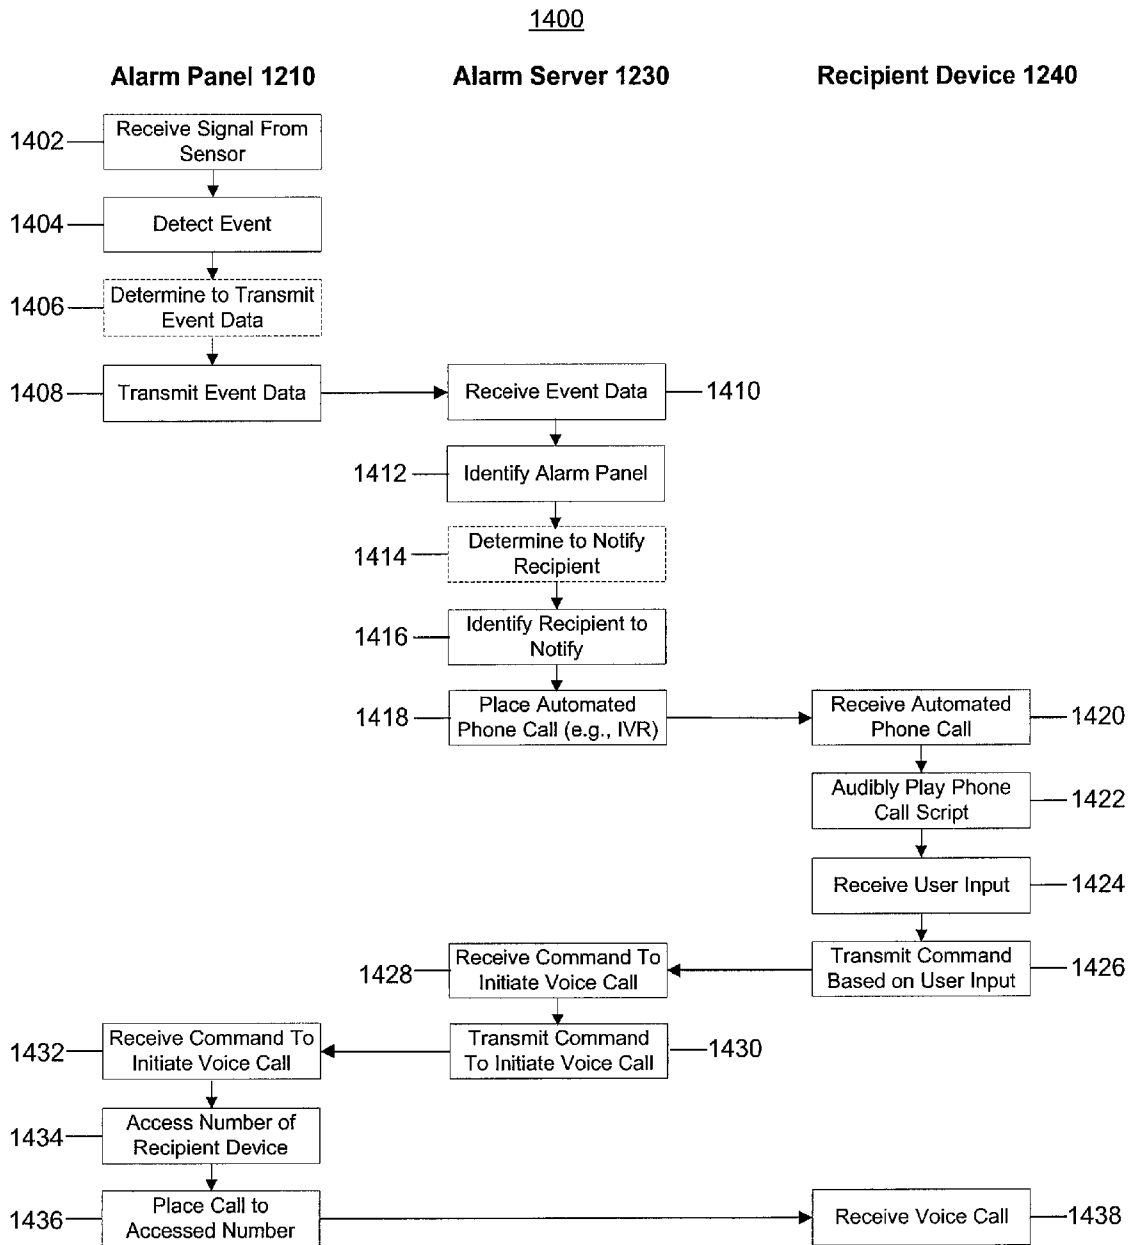 1400
Alarm Panel 1210
Alarm Server 1230
Recipient Device 1240
1402
Receive Signal From
Sensor
1404
Detect Event
1406
Determine to Transmit
Event Data
1408
Transmit Event Data
Receive Event Data
1410
1412
Identify Alarm Panel
1414
Determine to Notify
Recipient
1416
Identify Recipient to
Notify
1418
Place Automated
Phone Call (e.g., IVR)
Receive Automated
Phone Call
1420
Audibly Play Phone
Call Script
1422
Receive User Input
1424
Transmit Command
Based on User Input
1426
1428
Receive Command To
Initiate Voice Call
Transmit Command
To Initiate Voice Call
1430
1432
Receive Command To
Initiate Voice Call
1434
Access Number of
Recipient Device
1436
Place Call to
Accessed Number
Receive Voice Call
1438